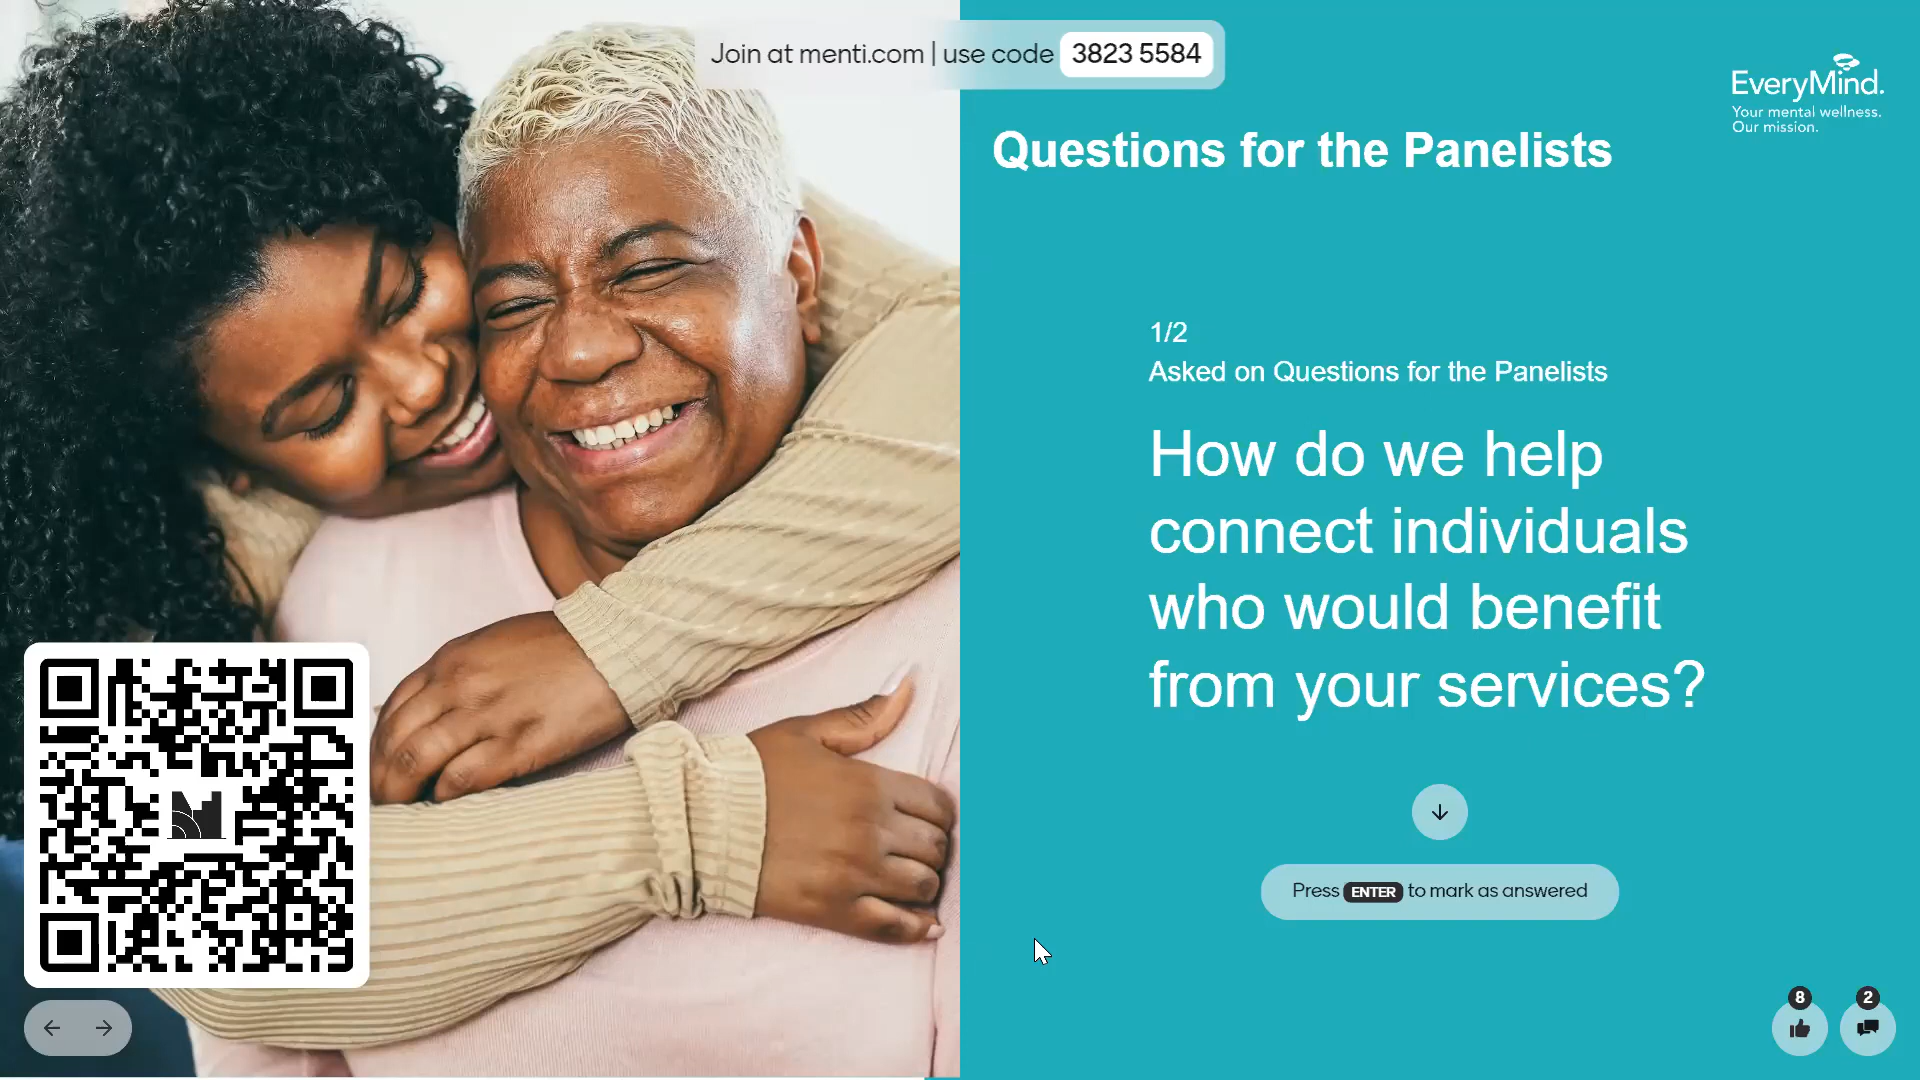 Join at menti.com | use code 3823 5584
EveryMind.
Your mental wellness.
Our mission.
Questions for the Panelists
1/2
Asked on Questions for the Panelists
How do we help
connect individuals
who would benefit
from your services?
Press ENTER to mark as answered
8
2